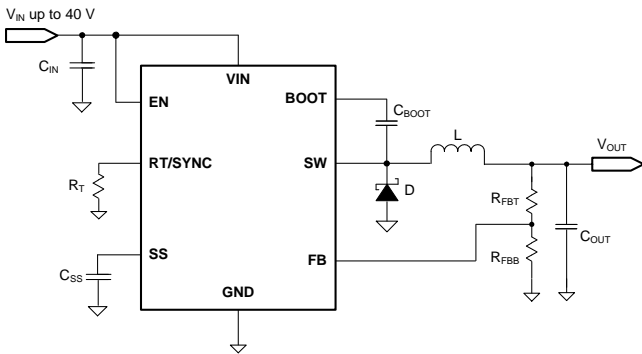 VIN up to 40 V
CIN
VIN
EN
BOOT
CBOOT
L
VOUT
RT/SYNC
SW
RT
D
RFBT
COUT
SS
CSS
FB
RFBB
GND